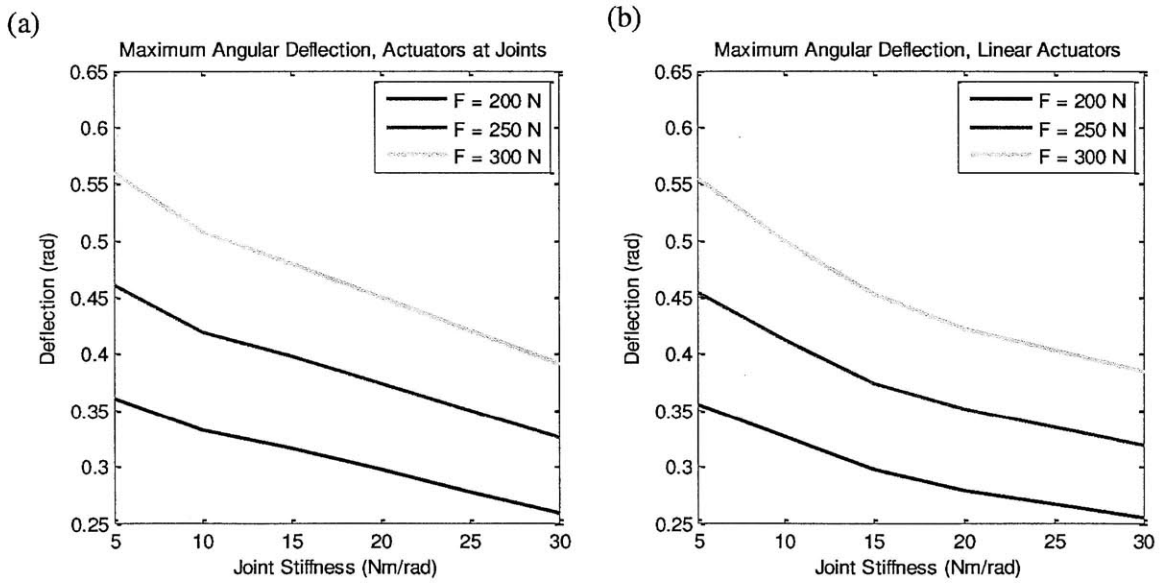 (a)
Maximum Angular Deflection, Actuators at Joints
0.65
0.6
0.55
0.5
0.45
0.4
0.35
0.3
0.25
Deflection (rad)
F = 200 N
F = 250 N
F = 300 N
5 10 15 20 25 30
Joint Stiffness (Nm/rad)
(b)
Maximum Angular Deflection, Linear Actuators
0.65
0.6
0.55
0.5
0.45
0.4
0.35
0.3
0.25
Deflection (rad)
F = 200 N
F = 250 N
F = 300 N
5 10 15 20 25 30
Joint Stiffness (Nm/rad)